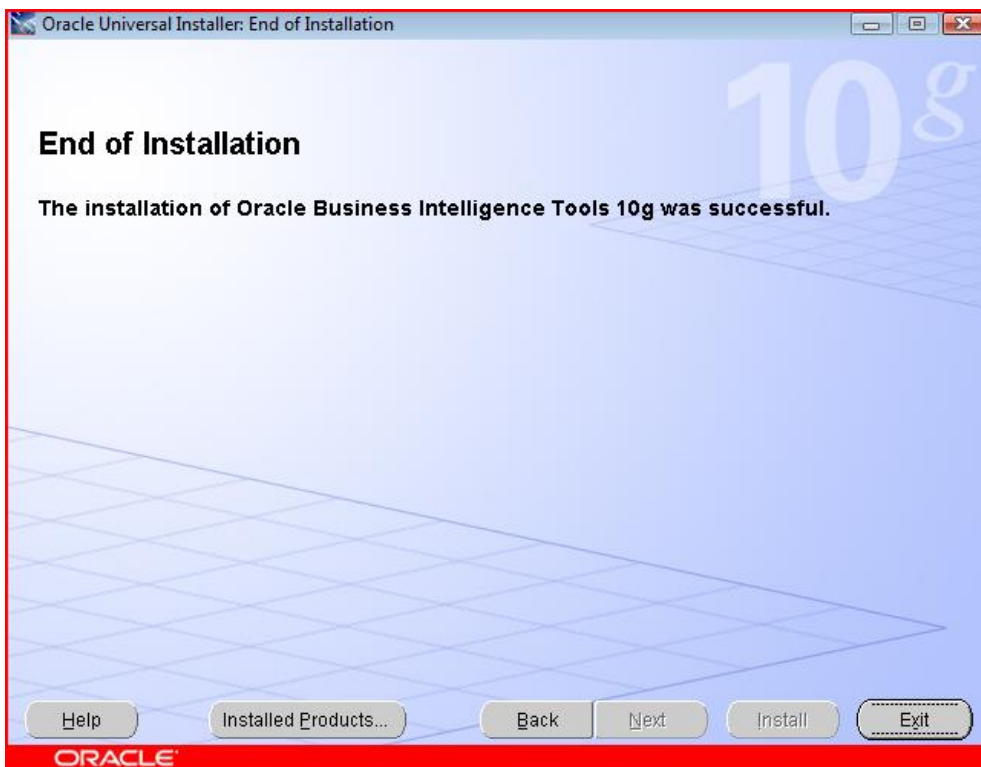 Oracle Universal Installer: End of Installation
10g
End of Installation
The installation of Oracle Business Intelligence Tools 10g was successful.
Help Installed Products... Back Next Install Exit
ORACLE